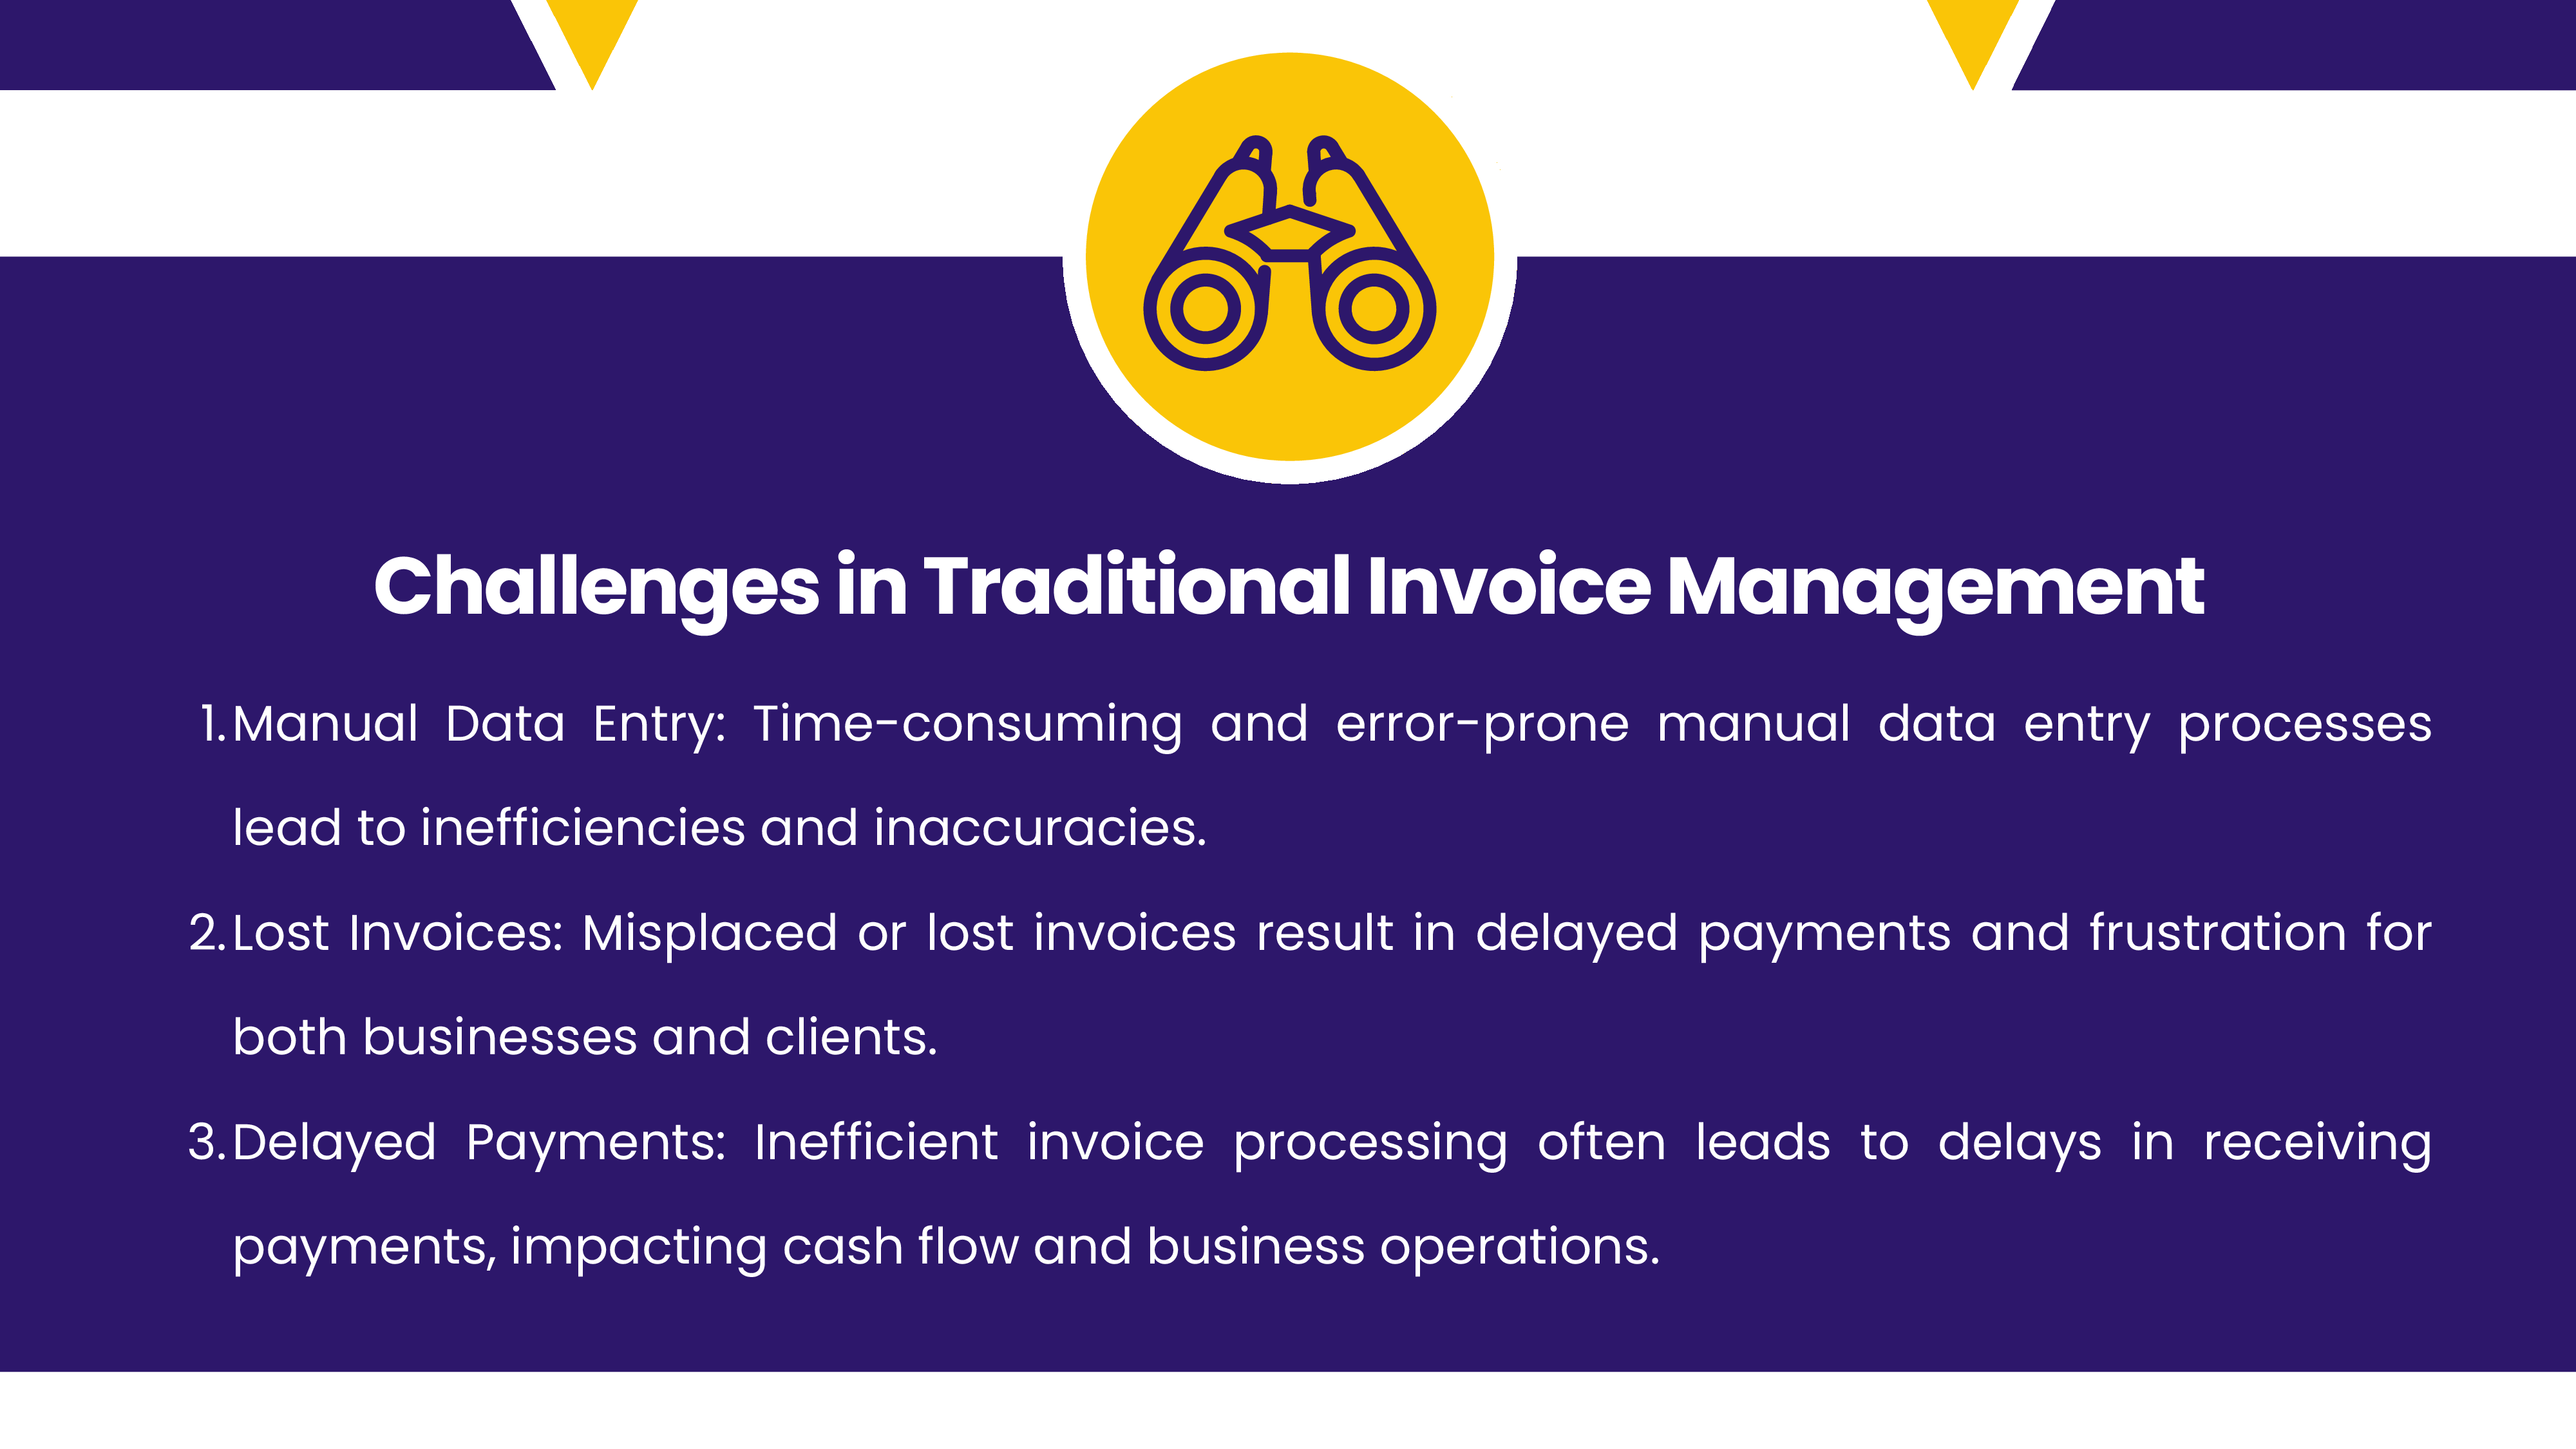 Challenges in Traditional Invoice Management
1. Manual Data Entry: Time-consuming and error-prone manual data entry processes
lead to inefficiencies and inaccuracies.
2. Lost Invoices: Misplaced or lost invoices result in delayed payments and frustration for
both businesses and clients.
3. Delayed Payments: Inefficient invoice processing often leads to delays in receiving
payments, impacting cash flow and business operations.